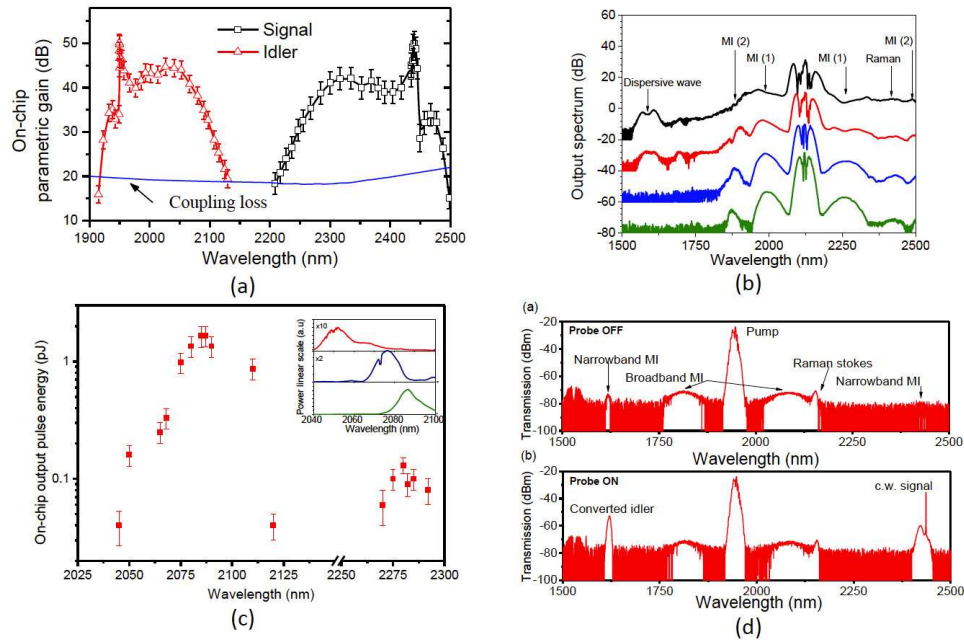 Signal
Idler
Coupling loss
On-chip
parametric gain (dB)
50
40
30
20
10
1900 2000 2100 2200 2300 2400 2500
Wavelength (nm)
(a)
MI (2)
MI (1)
MI (1)
Raman
MI (2)
Dispersive wave
Output spectrum (dB)
60
40
20
0
-20
-40
-60
-80
1500 1750 2000 2250 2500
Wavelength (nm)
(b)
On-chip output pulse energy (pJ)
1
0.1
x10
x2
Power linear scale (a.u)
2040 2060 2080 2100
Wavelength (nm)
2025 2050 2075 2100 2250 2275 2300
Wavelength (nm)
(c)
(a)
Probe OFF
Pump
Narrowband MI
Broadband MI
Raman stokes
Narrowband MI
Transmission (dBm)
-20
-40
-60
-80
-100
1500 1750 2000 2250 2500
Wavelength (nm)
(b)
Probe ON
Converted idler
c.w. signal
Transmission (dBm)
-20
-40
-60
-80
-100
1500 1750 2000 2250 2500
Wavelength (nm)
(d)